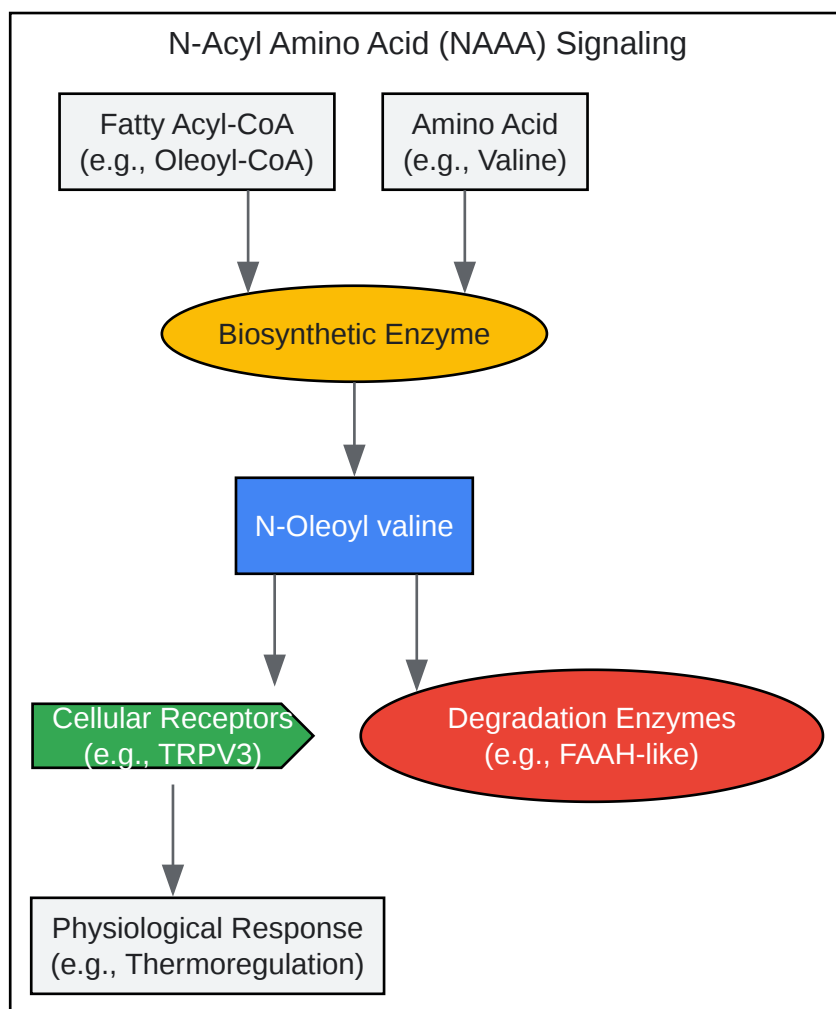 N-Acyl Amino Acid (NAAA) Signaling
Fatty Acyl-CoA
(e.g., Oleoyl-CoA)
Amino Acid
(e.g., Valine)
Biosynthetic Enzyme
N-Oleoyl valine
Cellular Receptors
(e.g., TRPV3)
Degradation Enzymes
(e.g., FAAH-like)
Physiological Response
(e.g., Thermoregulation)